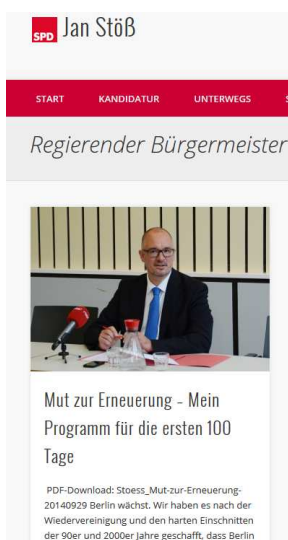 SPD Jan Stöß
START KANDIDATUR UNTERWEGS
Regierender Bürgermeister
Mut zur Erneuerung – Mein
Programm für die ersten 100
Tage
PDF-Download: Stoess_Mut-zur-Erneuerung-
20140929 Berlin wächst. Wir haben es nach der
Wiedervereinigung und den harten Einschnitten
der 90er und 2000er Jahre geschafft, dass Berlin